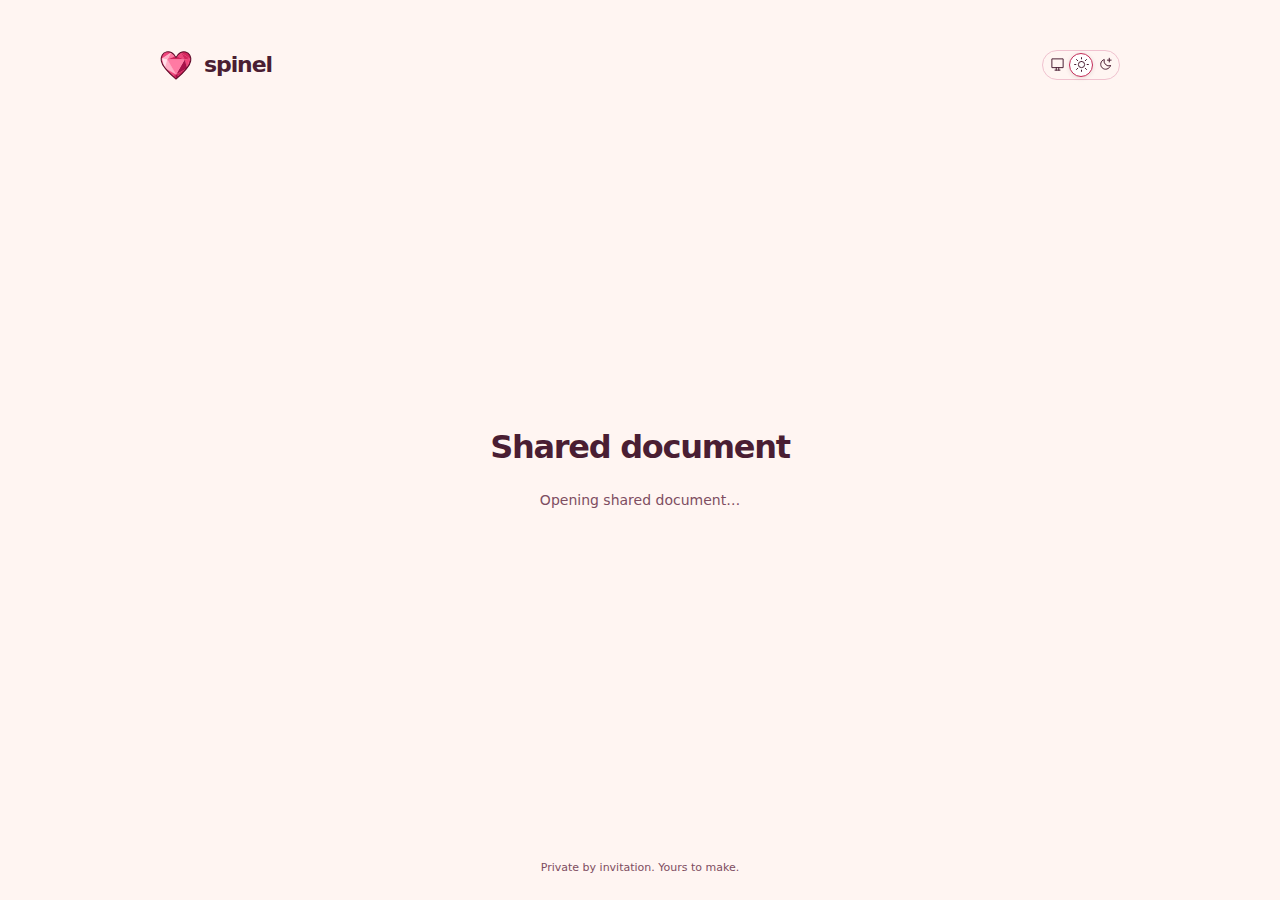 spinel
Shared document
Opening shared document…
Private by invitation. Yours to make.